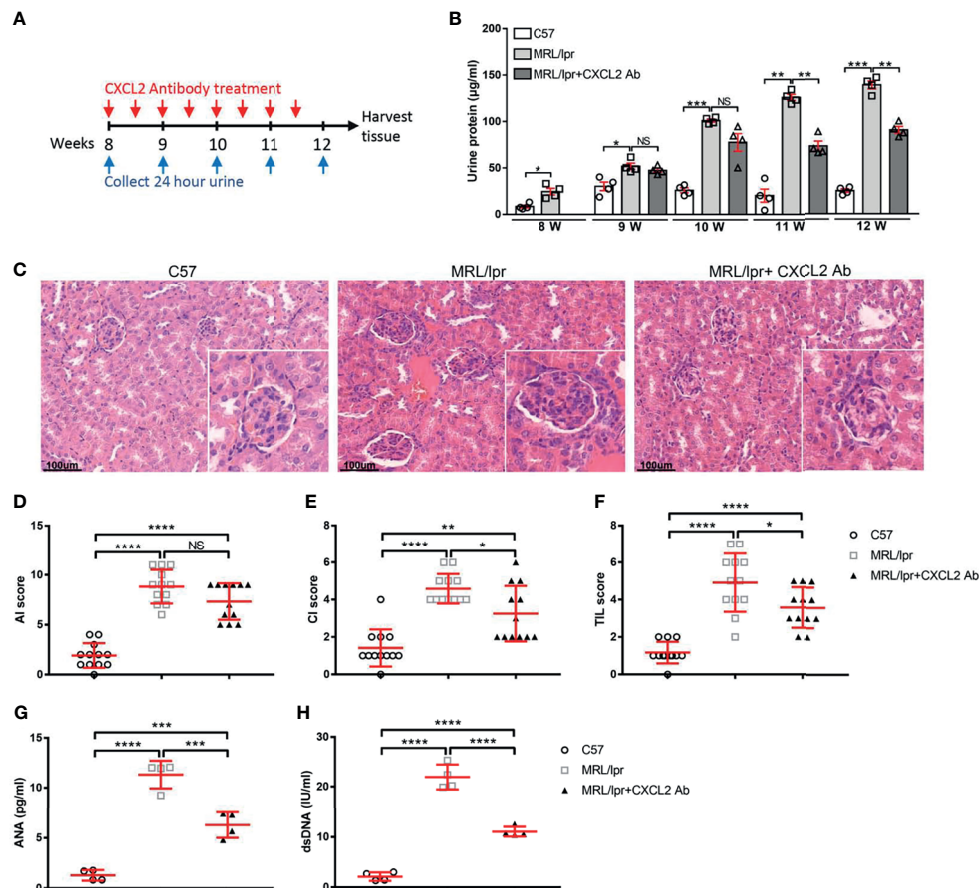 A
CXCL2 Antibody treatment
Harvest tissue
Weeks 8 9 10 11 12
Collect 24 hour urine
B
C57
MRL/lpr
MRL/lpr+CXCL2 Ab
Urine protein (µg/ml)
200
150
100
50
0
* * NS *** NS ** ** *** **
8 W 9 W 10 W 11 W 12 W
C
C57 MRL/lpr MRL/lpr+ CXCL2 Ab
100um 100um 100um
D
AI score
15
10
5
0
****
**** NS
E
CI score
8
6
4
2
0
**
**** *
F
TIL score
8
6
4
2
0
****
**** *
C57
MRL/lpr
MRL/lpr+CXCL2 Ab
G
ANA (pg/ml)
15
10
5
0
***
**** ***
H
dsDNA (IU/ml)
30
20
10
0
****
**** ****
C57
MRL/lpr
MRL/lpr+CXCL2 Ab